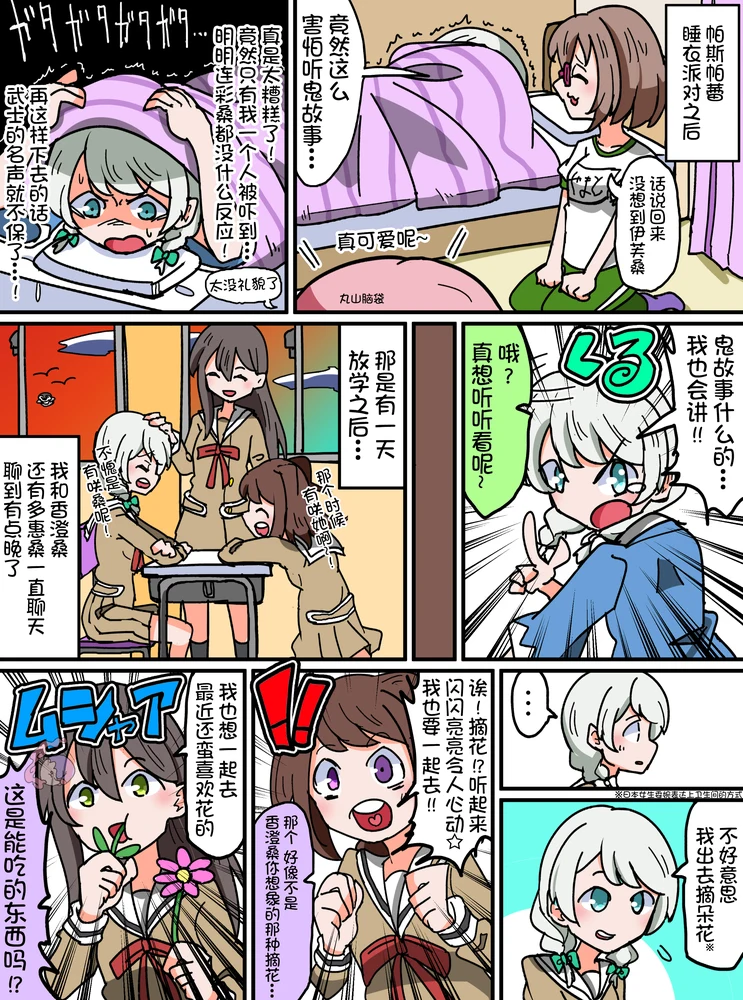 帕斯帕蕾
睡衣派对之后
话说回来
没想到伊芙桑
竟然这么
害怕听鬼故事…
真可爱呢~
丸山脑袋
はなさ
ガタガタガタガタ…
真是太糟糕了！
竟然只有我一个人被吓到…
明明连彩桑都没什么反应！
再这样下去的话
武士的名声就不保了…！
太没礼貌了
鬼故事什么的…
我也会讲!!
くるっ
哦？
真想听听看呢~
那是有一天
放学之后…
那个时候
有咲她啊？！
不愧是
有咲桑呢！
我和香澄桑
还有多惠桑一直聊天
聊到有点晚了
…
※日本女生委婉表达上卫生间的方式
不好意思
我出去摘朵花※
!!
诶！摘花!?听起来
闪闪亮亮令人心动☆
我也要一起去!!
那个好像不是
香澄桑你想象的那种摘花…
ムシャア
我也想一起去
最近还蛮喜欢花的
这是能吃的东西吗!?